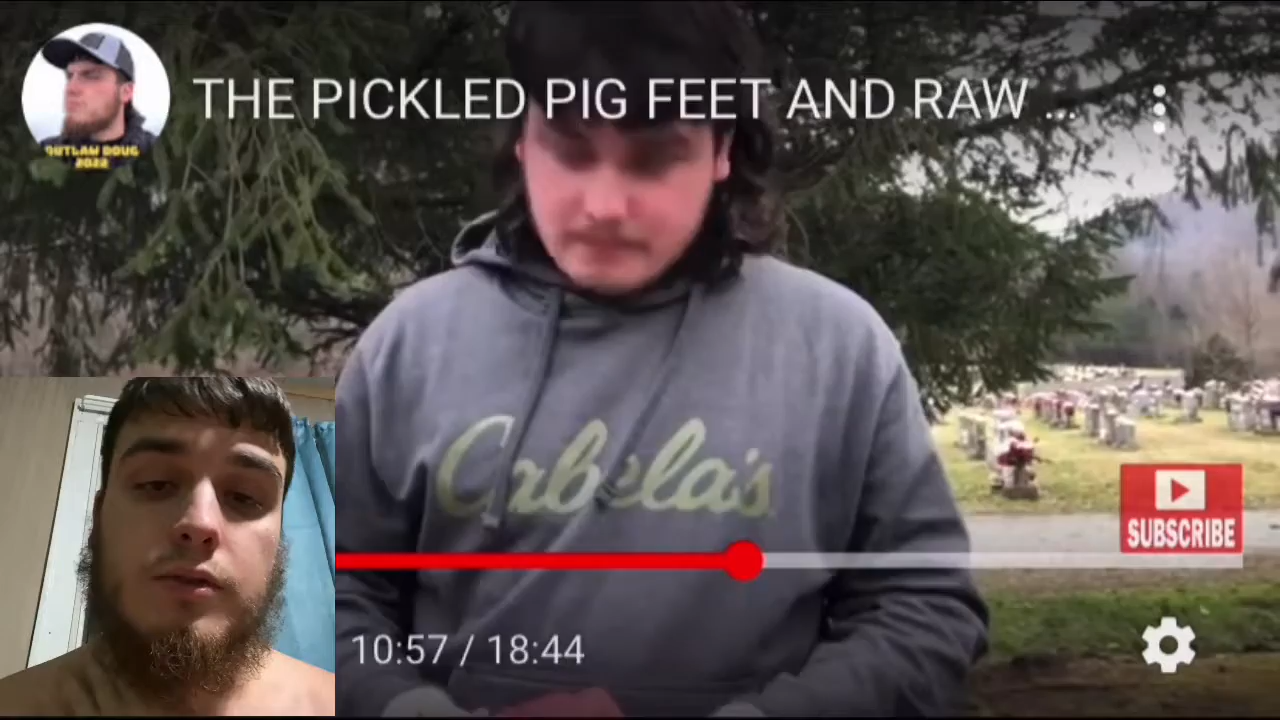 THE PICKLED PIG FEET AND RAW ...
OUTLAW DOUG
2022
Cabela's
SUBSCRIBE
10:57 / 18:44